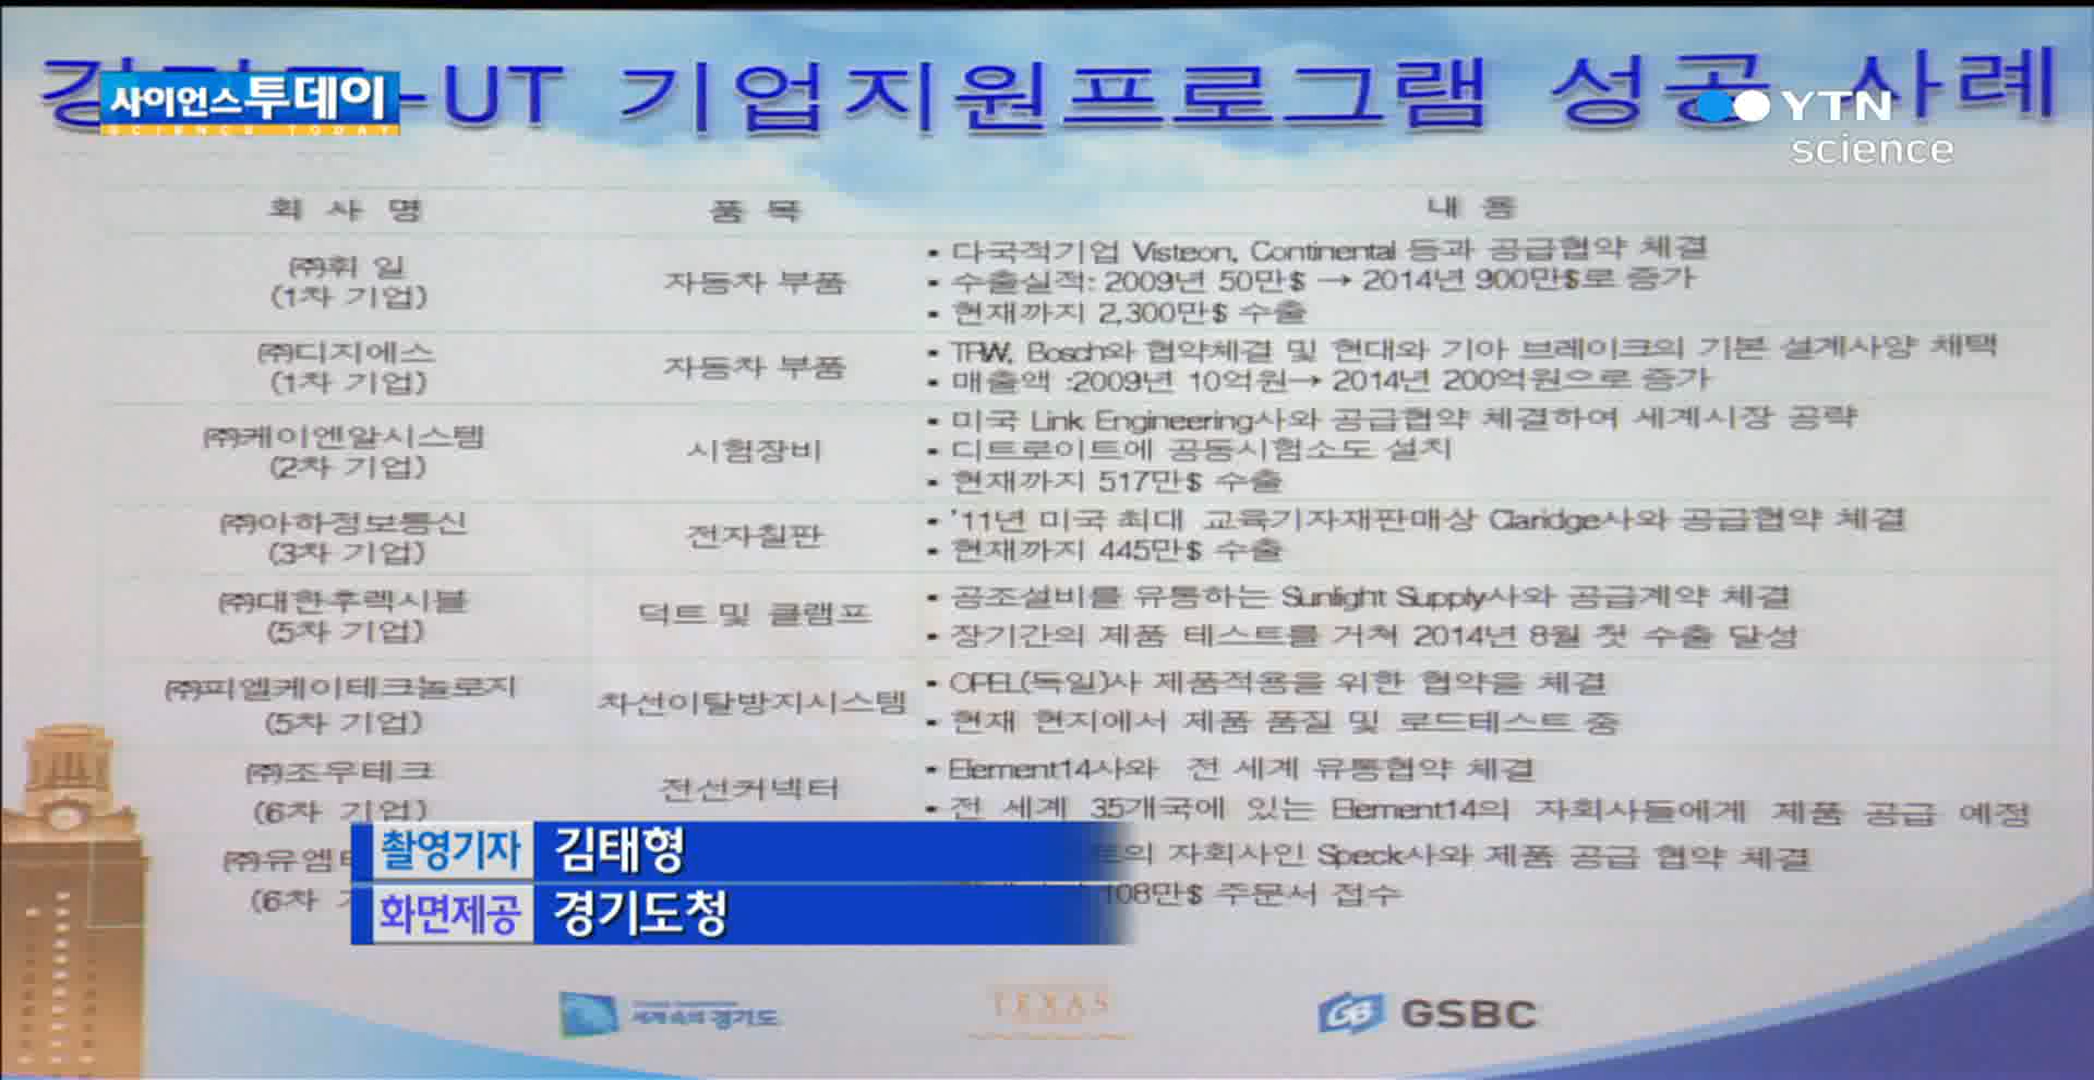 -UT 기업지원프로그램 성공 사례
사이언스투데이
SCIENCE TODAY
YTN
science
회 사 명 품 목 내 용
㈜휘 일
(1차 기업)
자동차 부품
▪ 다국적기업 Visteon, Continental 등과 공급협약 체결
▪ 수출실적: 2009년 50만$ → 2014년 900만$로 증가
▪ 현재까지 2,300만$ 수출
㈜디지에스
(1차 기업)
자동차 부품
▪ TRW, Bosch와 협약체결 및 현대와 기아 브레이크의 기본 설계사양 채택
▪ 매출액 :2009년 10억원→ 2014년 200억원으로 증가
㈜케이엔알시스템
(2차 기업)
시험장비
▪ 미국 Link Engineering사와 공급협약 체결하여 세계시장 공략
▪ 디트로이트에 공동시험소도 설치
▪ 현재까지 517만$ 수출
㈜아하정보통신
(3차 기업)
전자칠판
▪ '11년 미국 최대 교육기자재판매상 Claridge사와 공급협약 체결
▪ 현재까지 445만$ 수출
㈜대한후렉시블
(5차 기업)
덕트 및 클램프
▪ 공조설비를 유통하는 Sunlight Supply사와 공급계약 체결
▪ 장기간의 제품 테스트를 거쳐 2014년 8월 첫 수출 달성
㈜피엘케이테크놀로지
(5차 기업)
차선이탈방지시스템
▪ OPEL(독일)사 제품적용을 위한 협약을 체결
▪ 현재 현지에서 제품 품질 및 로드테스트 중
㈜조우테크
(6차 기업)
전선커넥터
▪ Element14사와 전 세계 유통협약 체결
▪ 전 세계 35개국에 있는 Element14의 자회사들에게 제품 공급 예정
㈜유엠
(6차
의 자회사인 Speck사와 제품 공급 협약 체결
108만$ 주문서 접수
촬영기자 김태형
화면제공 경기도청
세계속의 경기도
TEXAS
GB GSBC